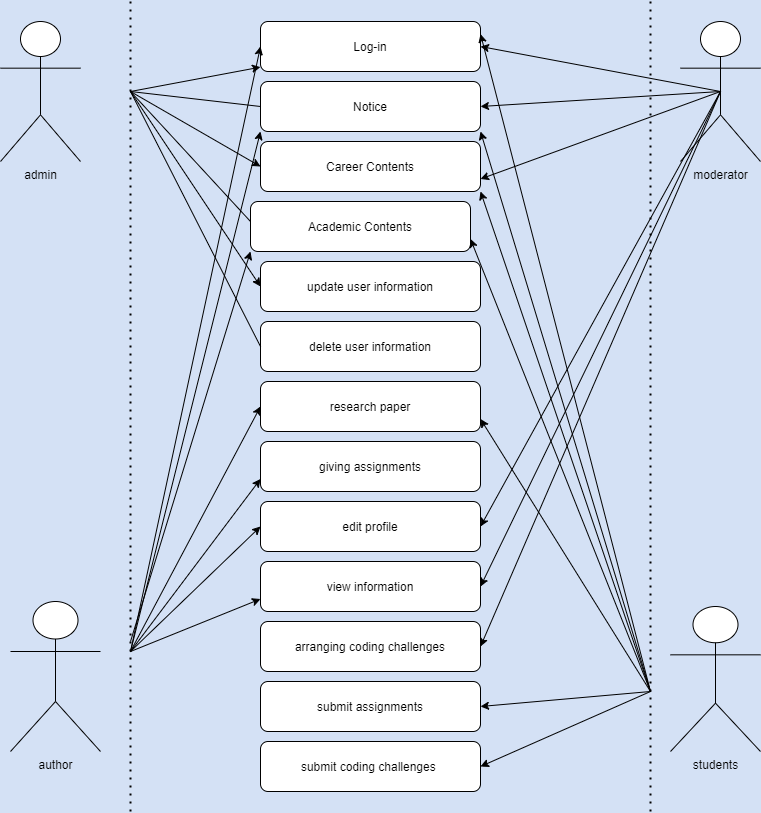 Log-in
Notice
Career Contents
admin
moderator
Academic Contents
update user information
delete user information
research paper
giving assignments
edit profile
view information
arranging coding challenges
submit assignments
author
students
submit coding challenges